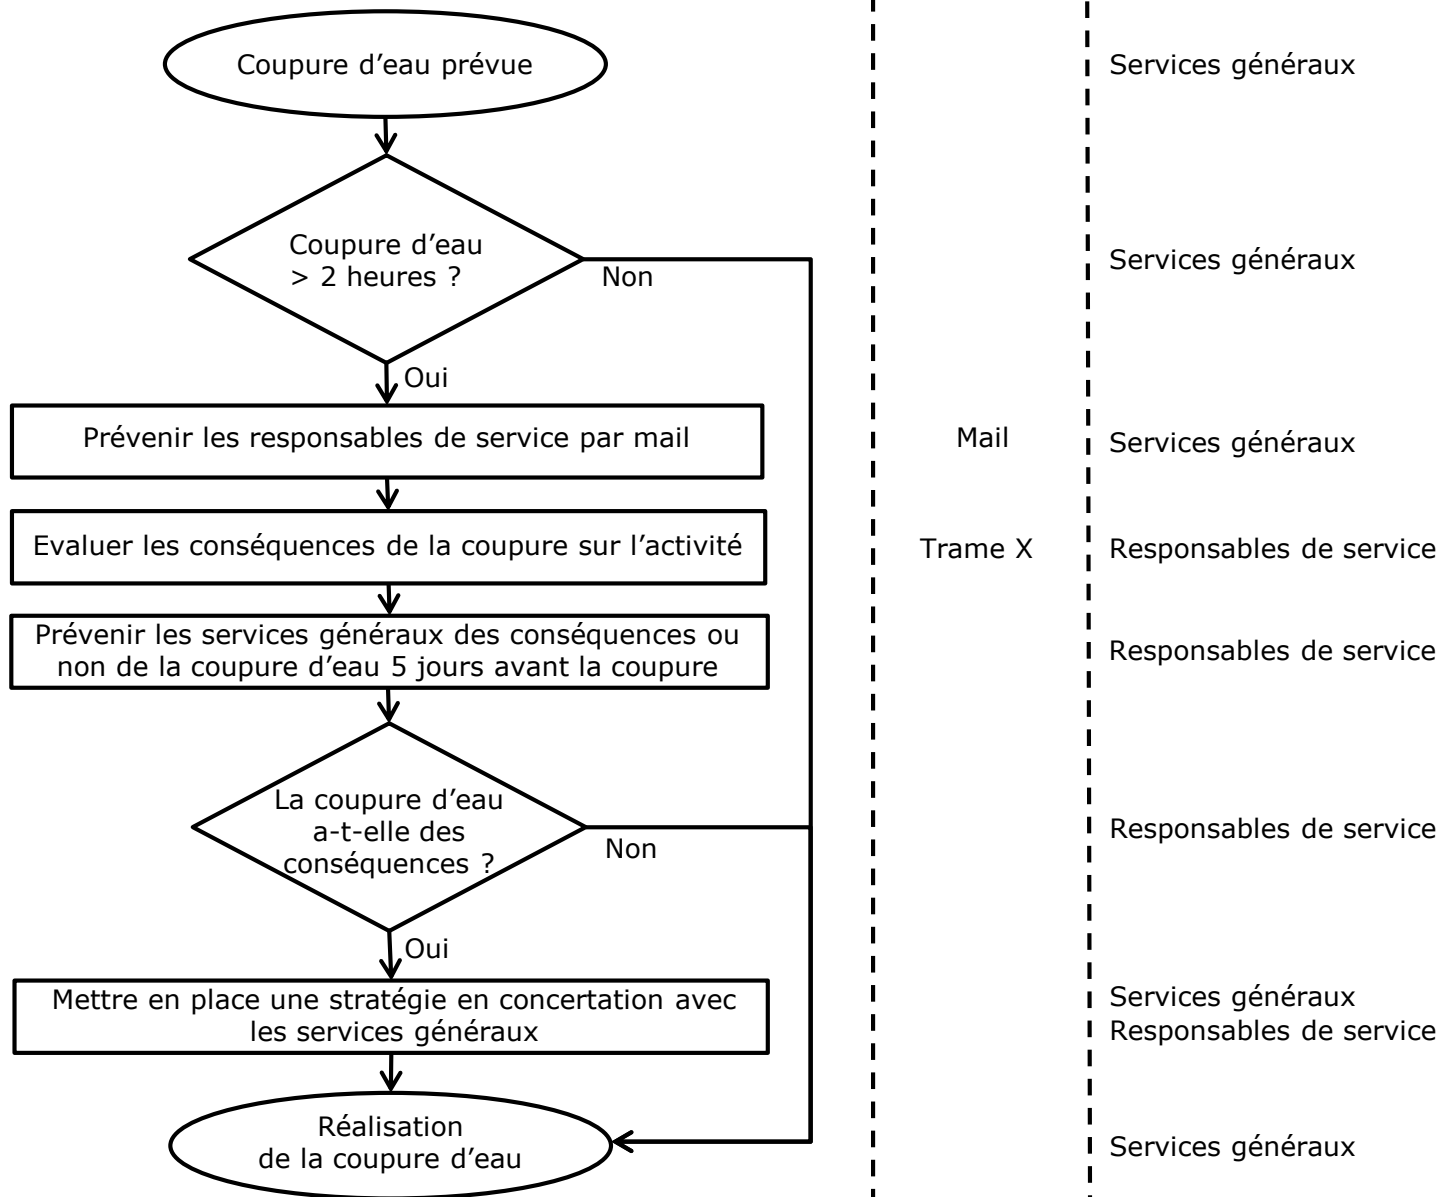 Coupure d’eau prévue
Services généraux
Coupure d’eau
> 2 heures ?
Non
Services généraux
Oui
Prévenir les responsables de service par mail
Mail
Services généraux
Evaluer les conséquences de la coupure sur l’activité
Trame X
Responsables de service
Prévenir les services généraux des conséquences ou
non de la coupure d’eau 5 jours avant la coupure
Responsables de service
La coupure d’eau
a-t-elle des
conséquences ?
Non
Responsables de service
Oui
Mettre en place une stratégie en concertation avec
les services généraux
Services généraux
Responsables de service
Réalisation
de la coupure d’eau
Services généraux